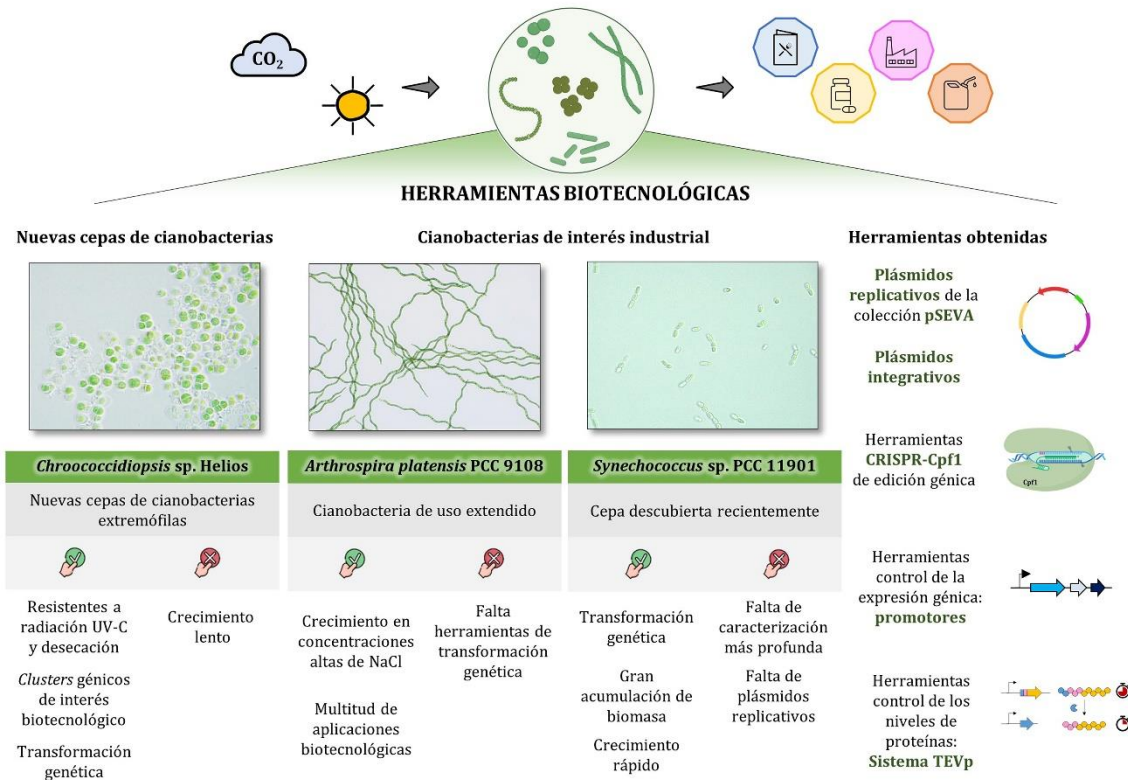 CO₂
HERRAMIENTAS BIOTECNOLÓGICAS
Nuevas cepas de cianobacterias
Chroococcidiopsis sp. Helios
Nuevas cepas de cianobacterias
extremófilas
Resistentes a
radiación UV-C
y desecación
Clusters génicos
de interés
biotecnológico
Transformación
genética
Crecimiento
lento
Cianobacterias de interés industrial
Arthrospira platensis PCC 9108
Cianobacteria de uso extendido
Crecimiento en
concentraciones
altas de NaCl
Multitud de
aplicaciones
biotecnológicas
Falta
herramientas de
transformación
genética
Synechococcus sp. PCC 11901
Cepa descubierta recientemente
Transformación
genética
Gran
acumulación de
biomasa
Crecimiento
rápido
Falta de
caracterización
más profunda
Falta de
plásmidos
replicativos
Herramientas obtenidas
Plásmidos
replicativos de la
colección pSEVA
Plásmidos
integrativos
Herramientas
CRISPR-Cpf1
de edición génica
Cpf1
Herramientas
control de la
expresión génica:
promotores
Herramientas
control de los
niveles de
proteínas:
Sistema TEVp